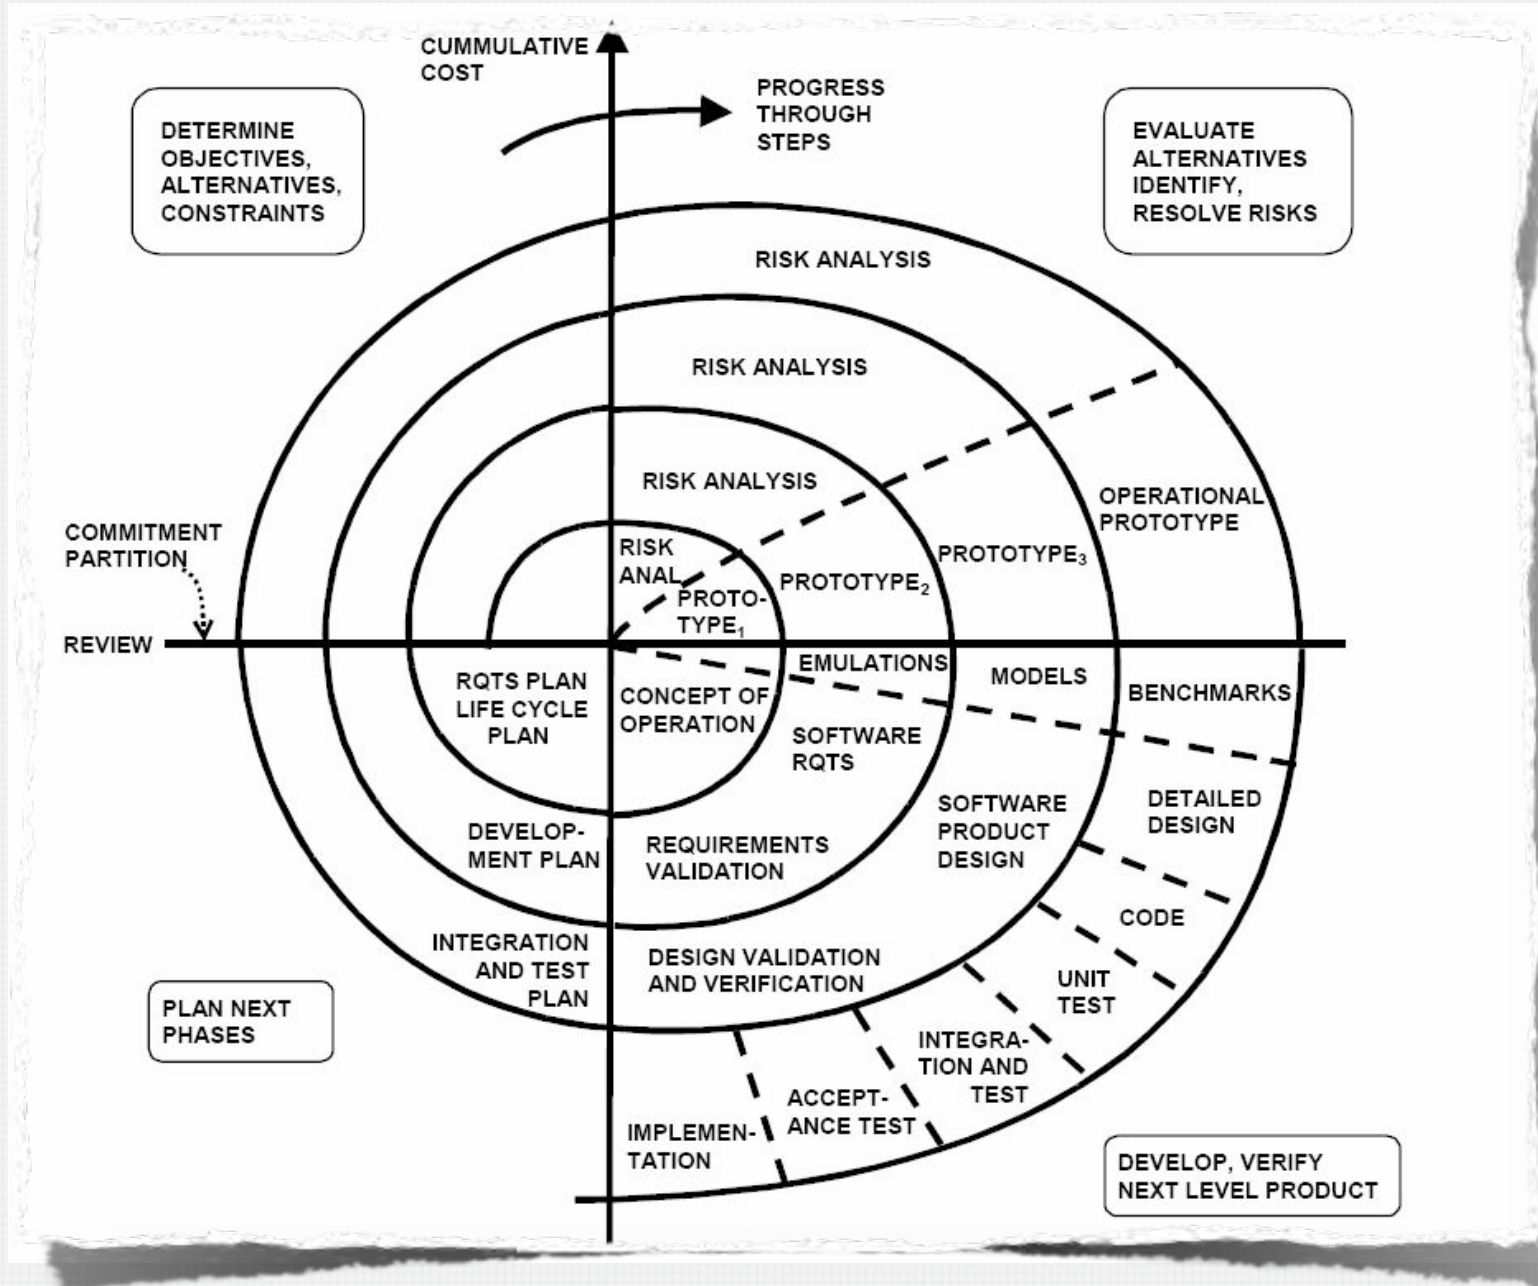 CUMMULATIVE
COST
PROGRESS
THROUGH
STEPS
DETERMINE
OBJECTIVES,
ALTERNATIVES,
CONSTRAINTS
EVALUATE
ALTERNATIVES
IDENTIFY,
RESOLVE RISKS
RISK ANALYSIS
RISK ANALYSIS
RISK ANALYSIS
RISK
ANAL.
PROTO-
TYPE₁
PROTOTYPE₂
PROTOTYPE₃
OPERATIONAL
PROTOTYPE
COMMITMENT
PARTITION
REVIEW
EMULATIONS
MODELS
BENCHMARKS
RQTS PLAN
LIFE CYCLE
PLAN
CONCEPT OF
OPERATION
SOFTWARE
RQTS
SOFTWARE
PRODUCT
DESIGN
DETAILED
DESIGN
DEVELOP-
MENT PLAN
REQUIREMENTS
VALIDATION
CODE
INTEGRATION
AND TEST
PLAN
DESIGN VALIDATION
AND VERIFICATION
UNIT
TEST
PLAN NEXT
PHASES
INTEGRA-
TION AND
TEST
ACCEPT-
ANCE TEST
IMPLEMEN-
TATION
DEVELOP, VERIFY
NEXT LEVEL PRODUCT